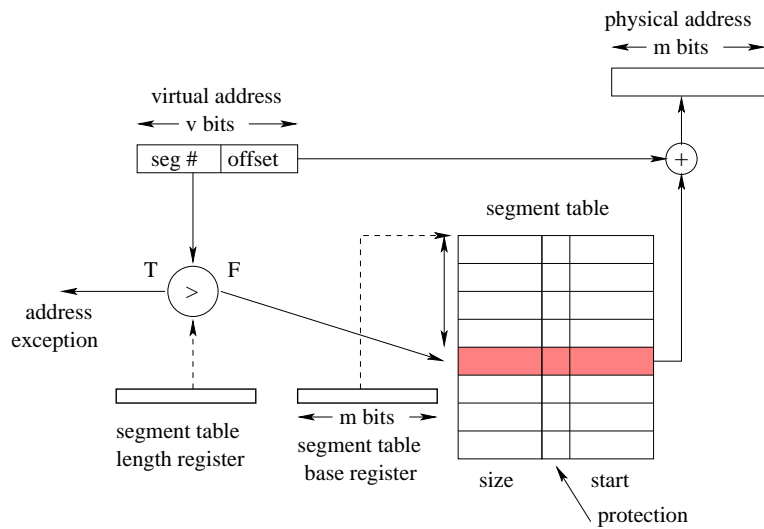 physical address
m bits
virtual address
v bits
seg #
offset
+
segment table
T
F
>
address
exception
m bits
segment table
length register
segment table
base register
size
start
protection